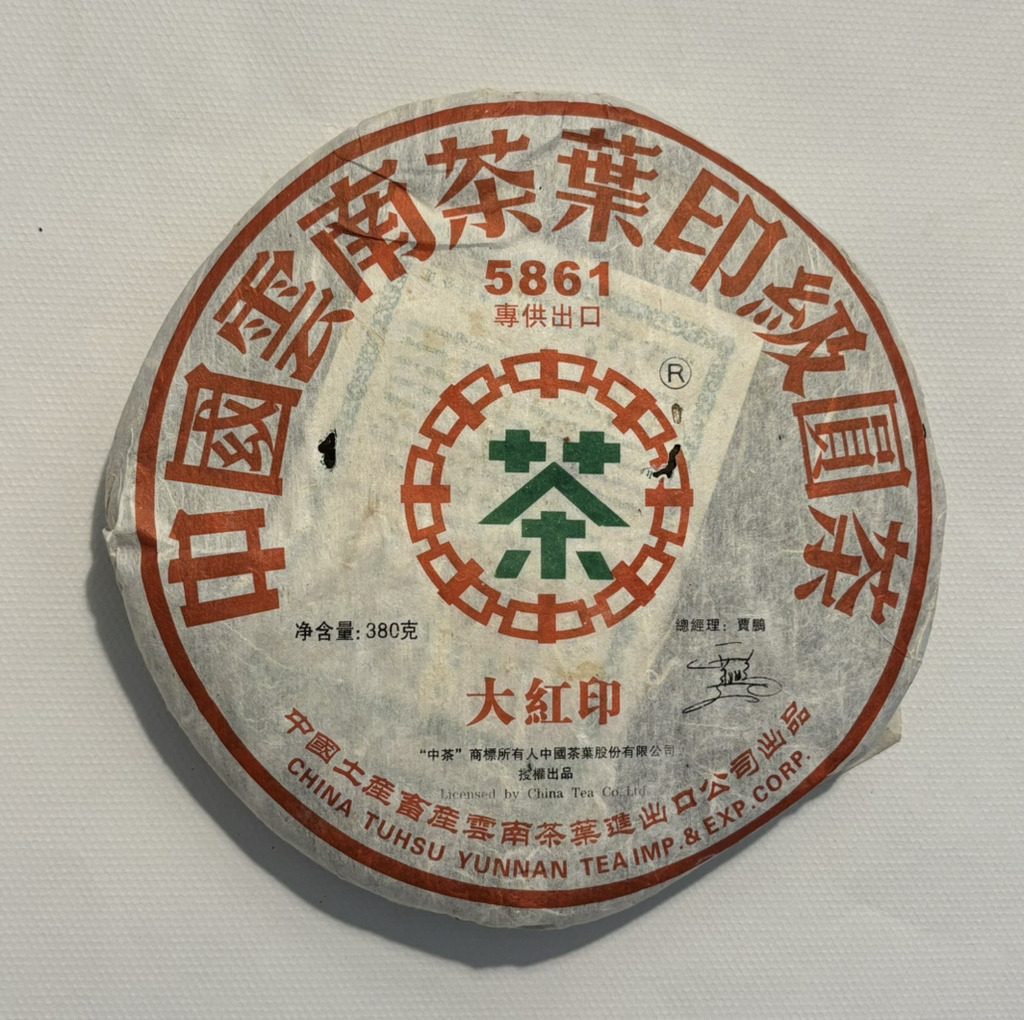 中國雲南茶葉印級圓茶
5861
專供出口
®
茶
净含量:380克
總經理：賈鵬
大紅印
“中茶”商標所有人中國茶葉股份有限公司
授權出品
Licensed by China Tea Co.Ltd.
中國土產畜產雲南茶葉進出口公司出品
CHINA TUHSU YUNNAN TEA IMP.& EXP.CORP.